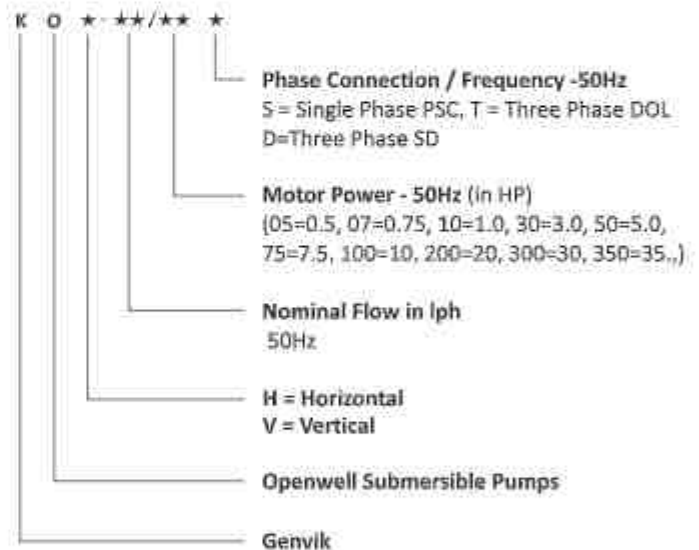 K O ★ - ★★/★★ ★
Phase Connection / Frequency -50Hz
S = Single Phase PSC, T = Three Phase DOL
D=Three Phase SD
Motor Power - 50Hz (in HP)
(05=0.5, 07=0.75, 10=1.0, 30=3.0, 50=5.0,
75=7.5, 100=10, 200=20, 300=30, 350=35..)
Nominal Flow in lph
50Hz
H = Horizontal
V = Vertical
Openwell Submersible Pumps
Genvik